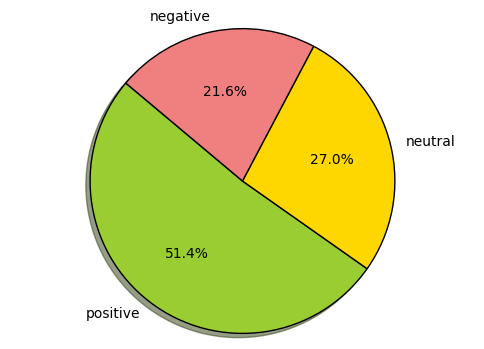 negative
21.6%
neutral
27.0%
51.4%
positive